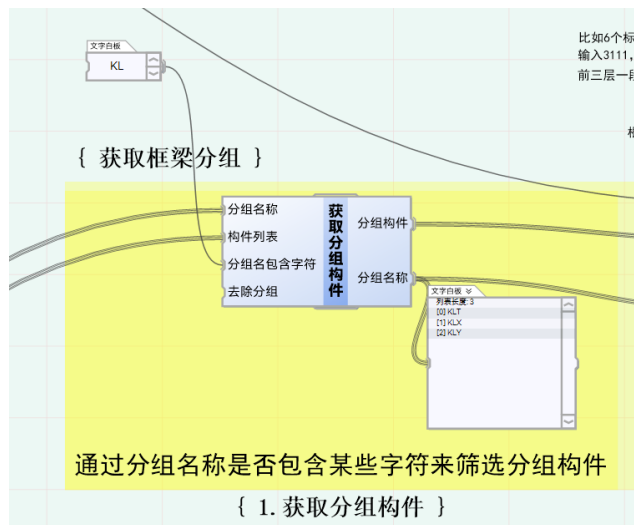 比如6个标
输入3111,
前三层一段
文字白板
KL
{ 获取框梁分组 }
分组名称
构件列表
分组名包含字符
去除分组
获取分组构件
分组构件
分组名称
文字白板
列表长度: 3
[0] KLT
[1] KLX
[2] KLY
通过分组名称是否包含某些字符来筛选分组构件
{ 1.获取分组构件 }